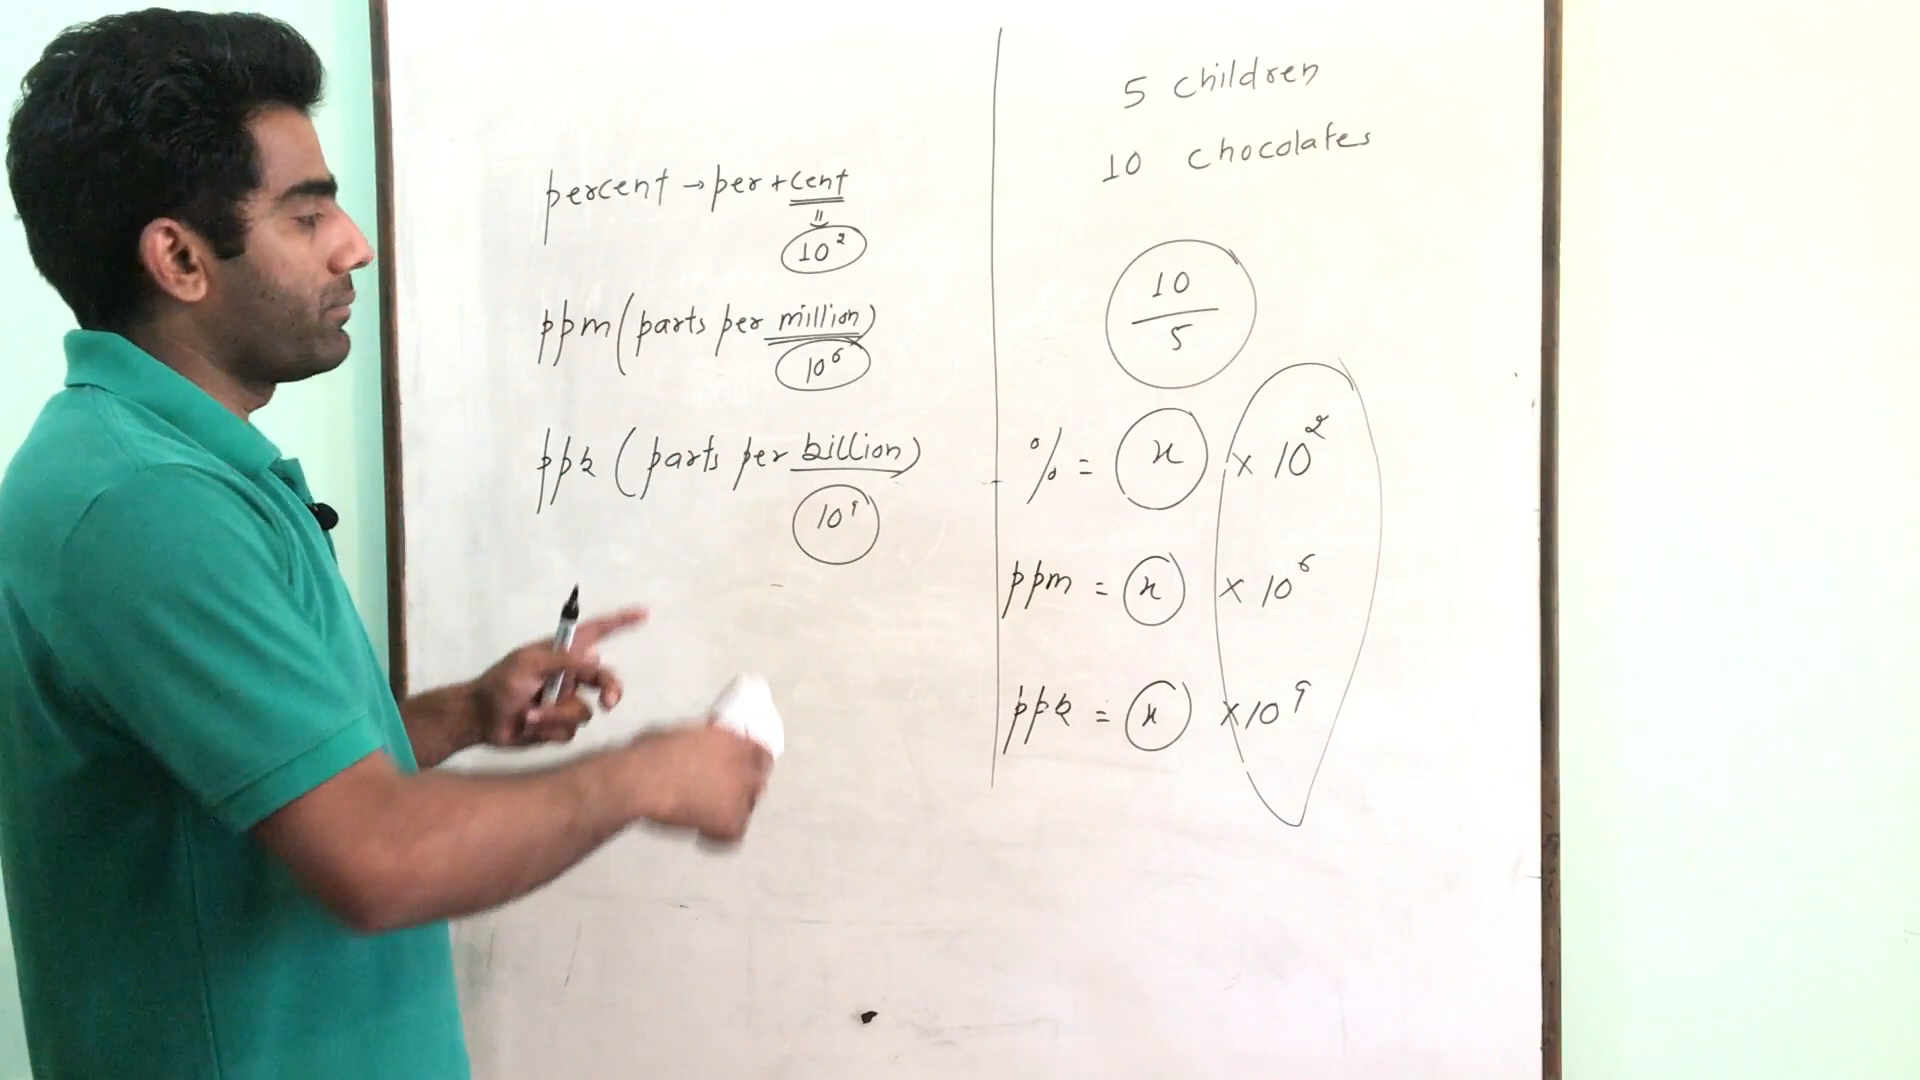 percent → per + cent
=
10²
ppm (parts per million)
10⁶
ppb (parts per billion)
10⁹
5 children
10 chocolates
10
5
% = x × 10²
ppm = x × 10⁶
ppb = x × 10⁹